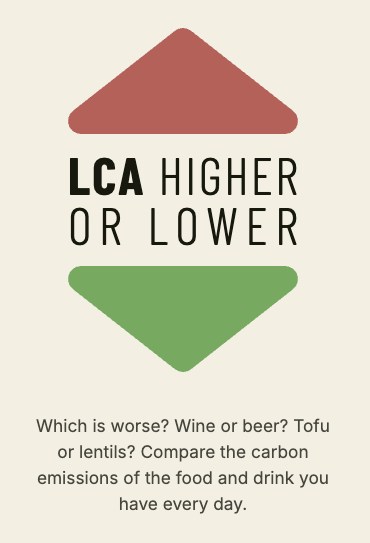 LCA HIGHER
OR LOWER
Which is worse? Wine or beer? Tofu
or lentils? Compare the carbon
emissions of the food and drink you
have every day.